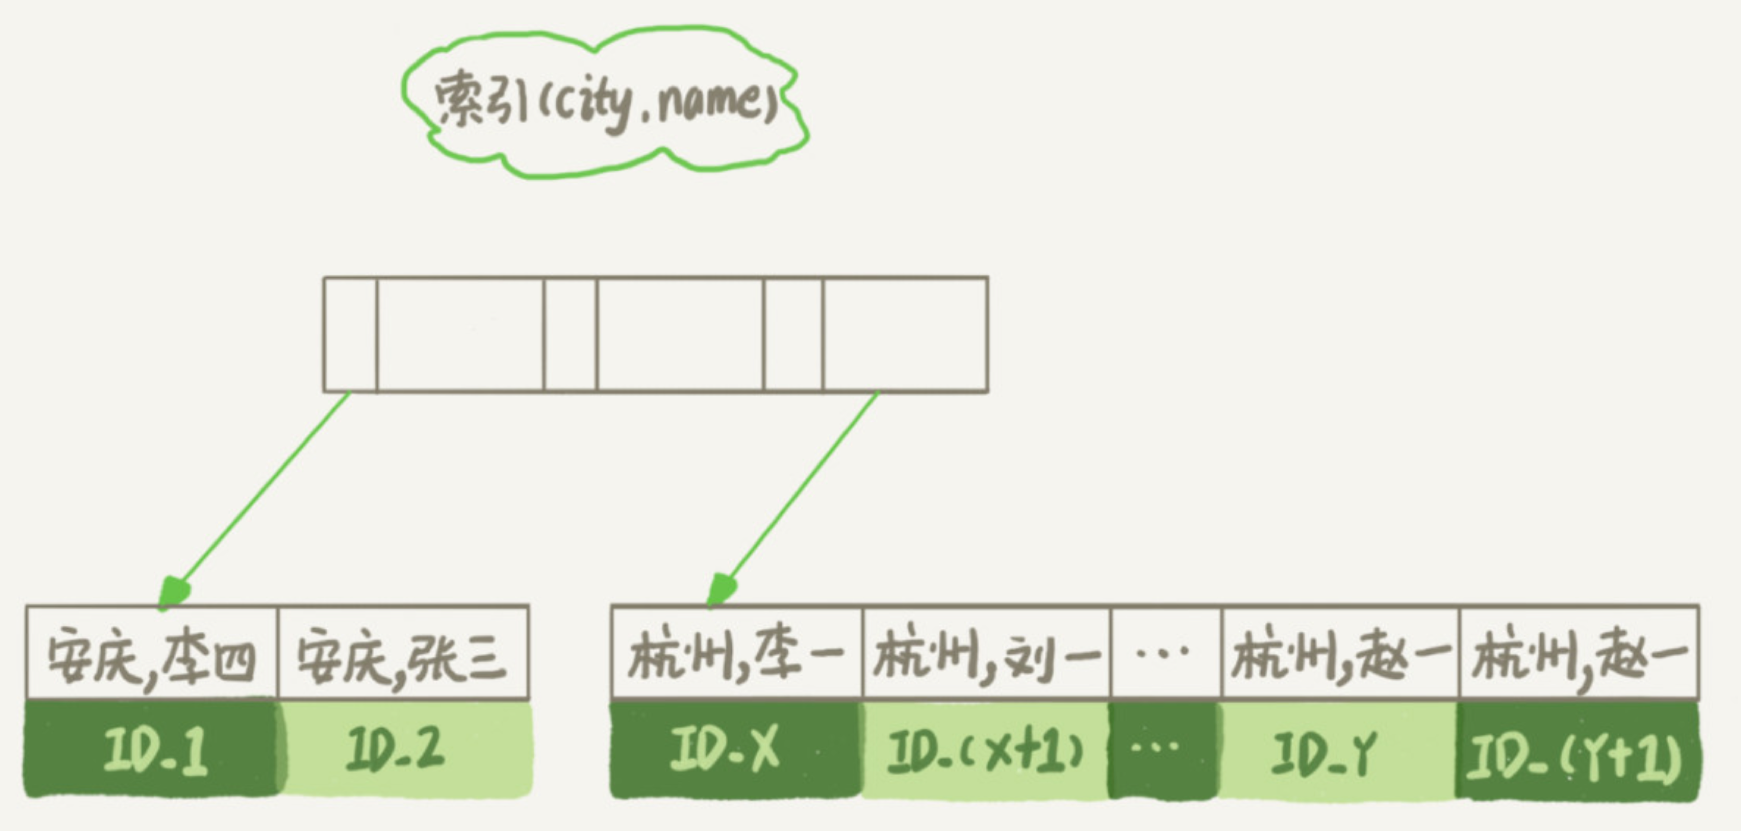 索引(city.name)
安庆,李四 安庆,张三 杭州,李一 杭州,刘一 ... 杭州,赵一 杭州,赵一
ID_1 ID_2 ID_X ID_(X+1) ... ID_Y ID_(Y+1)